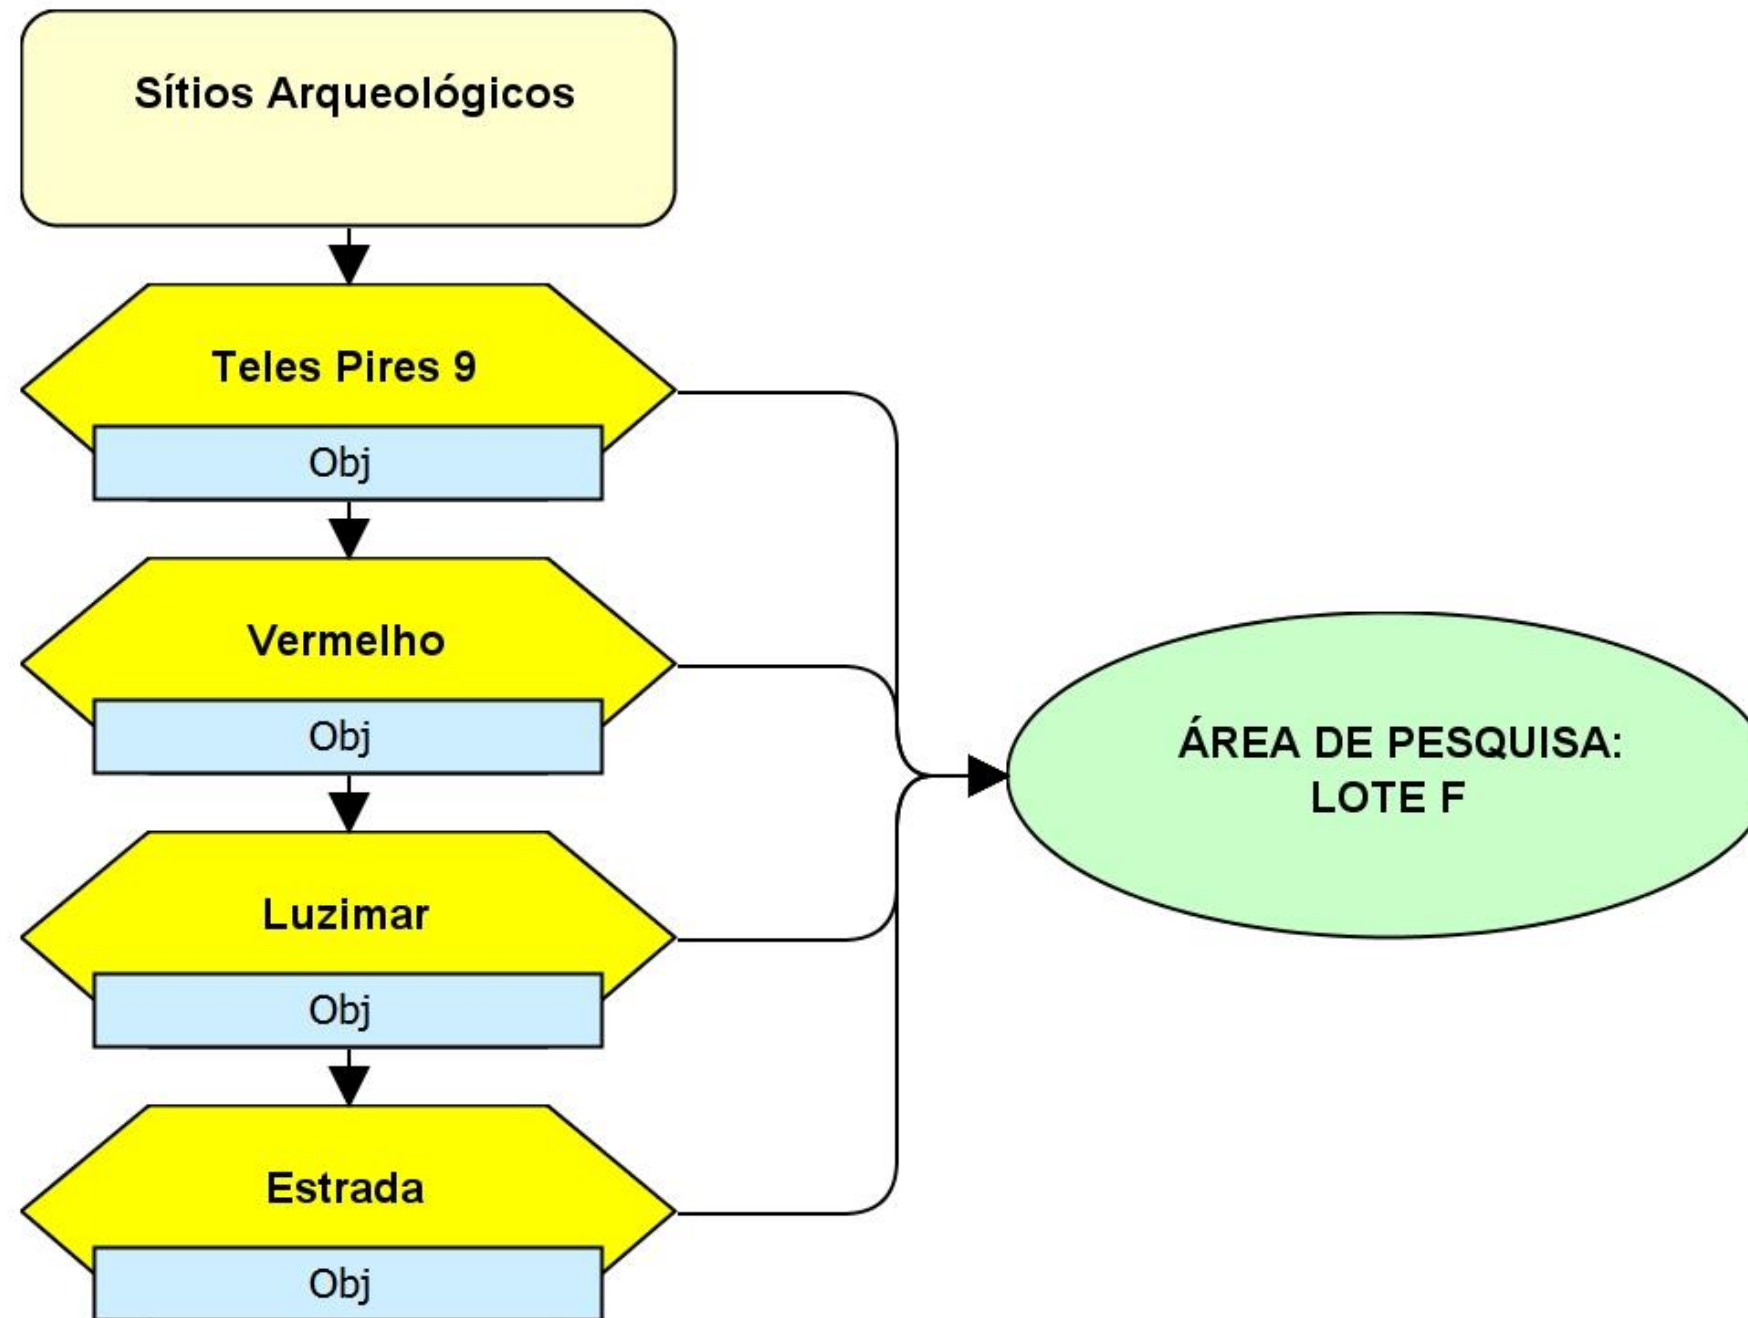 Sítios Arqueológicos
Teles Pires 9
Obj
Vermelho
Obj
Luzimar
Obj
Estrada
Obj
ÁREA DE PESQUISA:
LOTE F